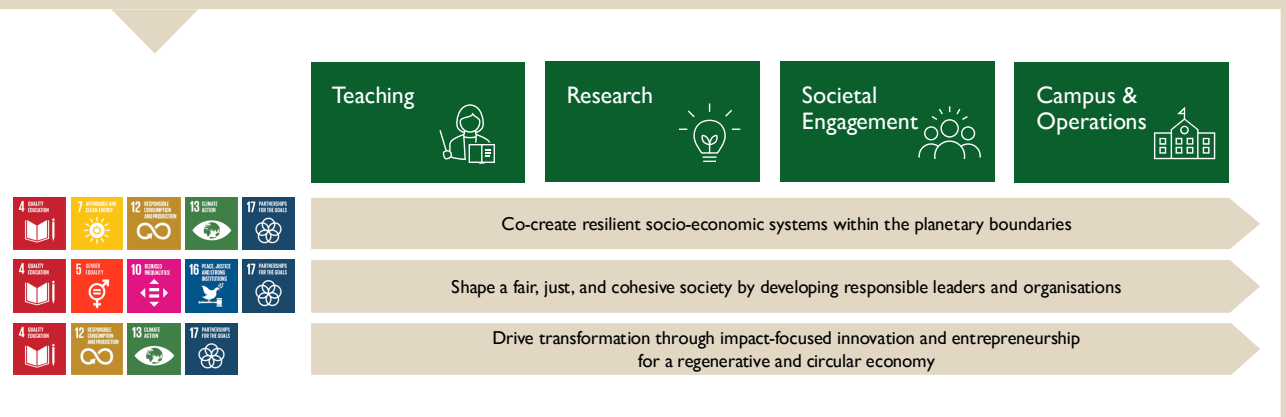 Teaching
Research
Societal
Engagement
Campus &
Operations
4 QUALITY
EDUCATION
7 AFFORDABLE AND
CLEAN ENERGY
12 RESPONSIBLE
CONSUMPTION
AND PRODUCTION
13 CLIMATE
ACTION
17 PARTNERSHIPS
FOR THE GOALS
Co-create resilient socio-economic systems within the planetary boundaries
4 QUALITY
EDUCATION
5 GENDER
EQUALITY
10 REDUCED
INEQUALITIES
16 PEACE, JUSTICE
AND STRONG
INSTITUTIONS
17 PARTNERSHIPS
FOR THE GOALS
Shape a fair, just, and cohesive society by developing responsible leaders and organisations
4 QUALITY
EDUCATION
12 RESPONSIBLE
CONSUMPTION
AND PRODUCTION
13 CLIMATE
ACTION
17 PARTNERSHIPS
FOR THE GOALS
Drive transformation through impact-focused innovation and entrepreneurship
for a regenerative and circular economy